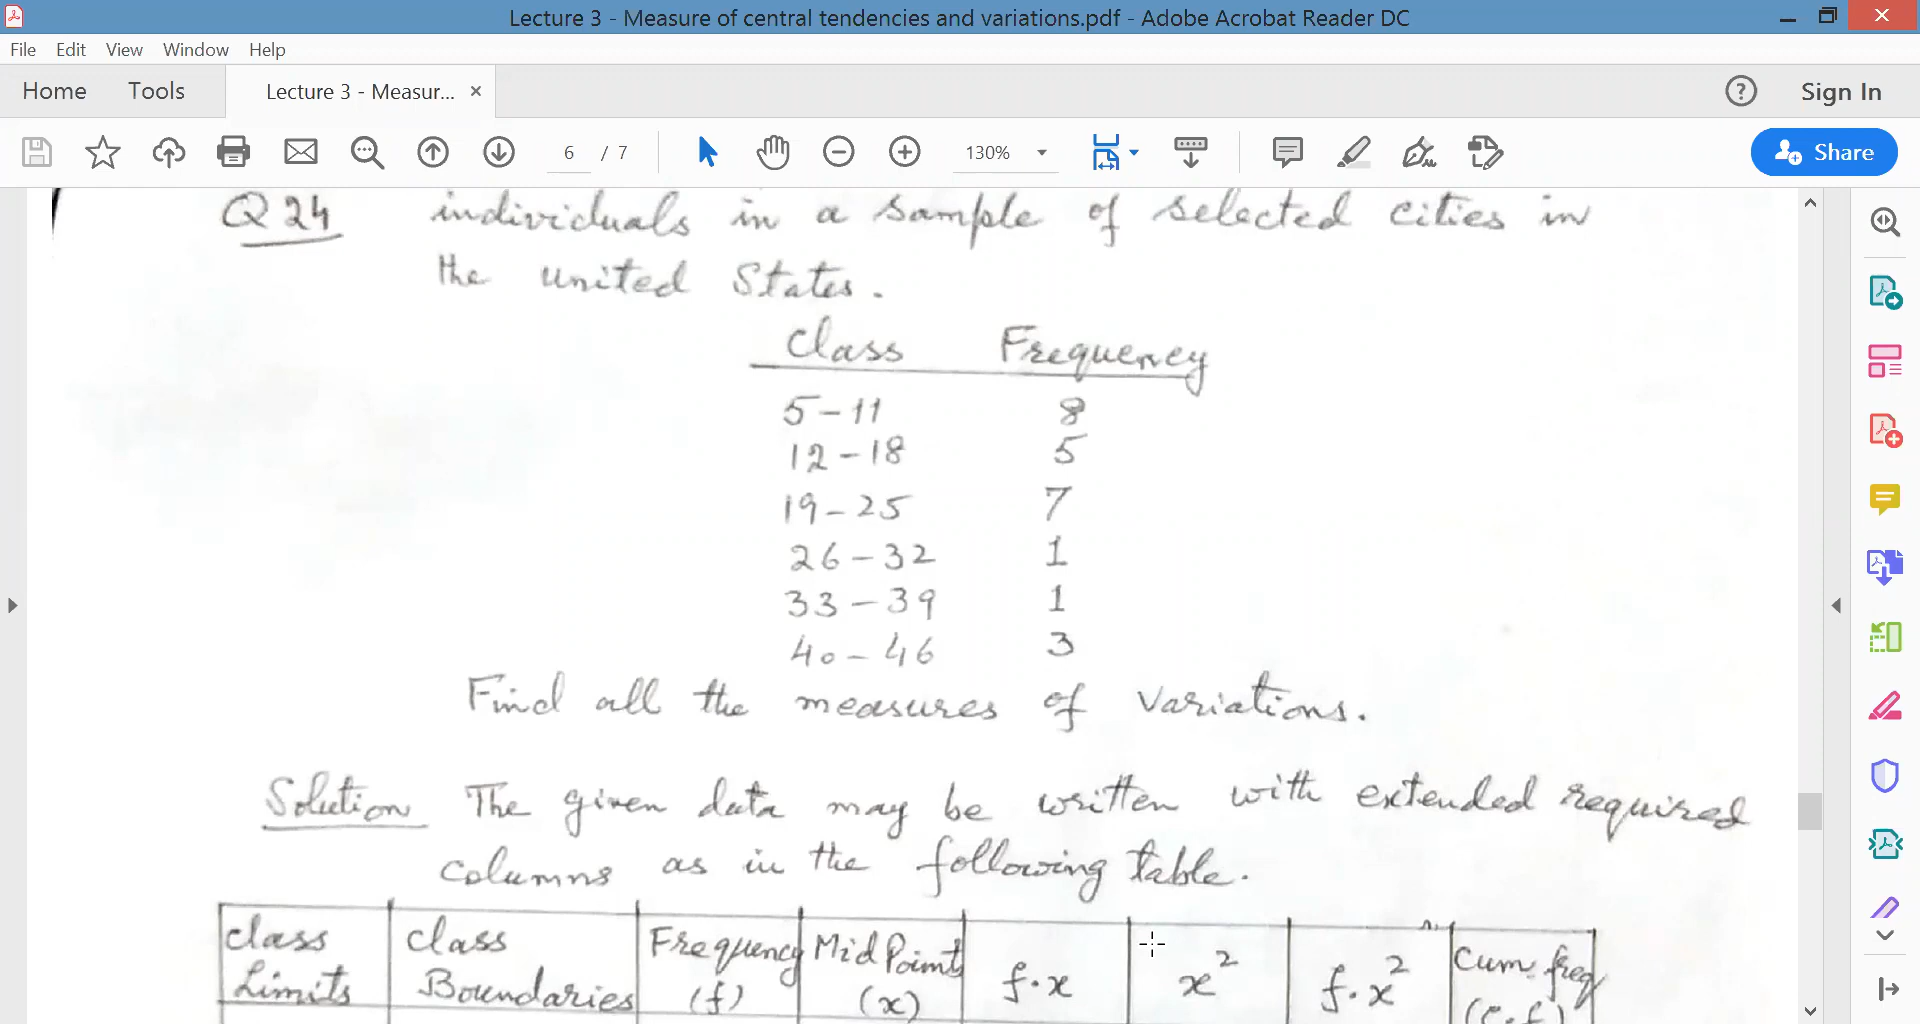 Lecture 3 - Measure of central tendencies and variations.pdf - Adobe Acrobat Reader DC
File Edit View Window Help
Home Tools Lecture 3 - Measur... × Sign In
6 / 7 130% Share
Q 24 individuals in a sample of selected cities in
the united States.
Class Frequency
5-11 8
12-18 5
19-25 7
26-32 1
33-39 1
40-46 3
Find all the measures of variations.
Solution The given data may be written with extended required
columns as in the following table.
Class Limits Class Boundaries Frequency (f) Mid Points (x) f·x x² f·x² Cum. freq (c.f)